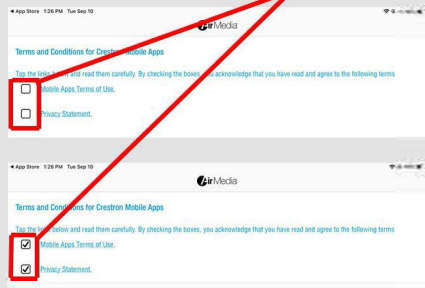 App Store 1:26 PM Tue Sep 10
AirMedia
Terms and Conditions for Crestron Mobile Apps
Tap the links below and read them carefully. By checking the boxes, you acknowledge that you have read and agree to the following terms
Mobile Apps Terms of Use.
Privacy Statement.
App Store 1:26 PM Tue Sep 10
AirMedia
Terms and Conditions for Crestron Mobile Apps
Tap the links below and read them carefully. By checking the boxes, you acknowledge that you have read and agree to the following terms
Mobile Apps Terms of Use.
Privacy Statement.